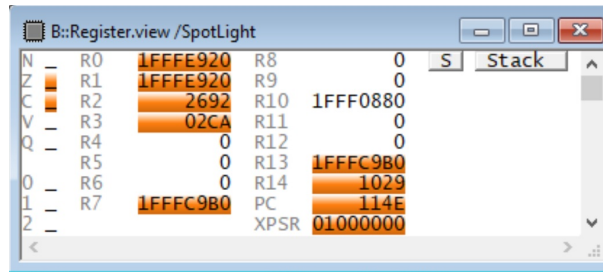 B::Register.view /SpotLight
N _ R0 1FFFE920 R8 0 S Stack
Z _ R1 1FFFE920 R9 0
C _ R2 2692 R10 1FFF0880
V _ R3 02CA R11 0
Q _ R4 0 R12 0
R5 0 R13 1FFFC9B0
0 _ R6 0 R14 1029
1 _ R7 1FFFC9B0 PC 114E
2 _ XPSR 01000000